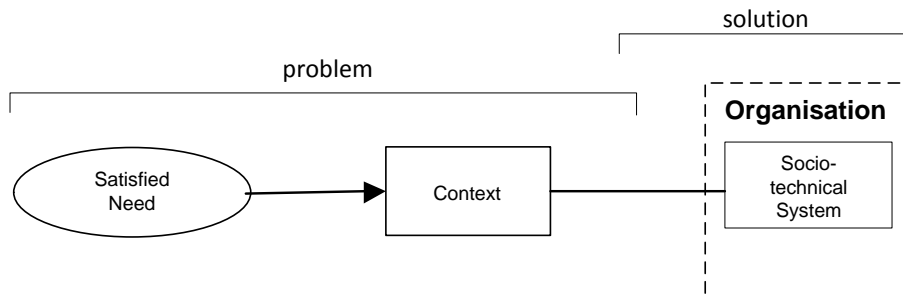 solution
problem
Organisation
Satisfied
Need
Context
Socio-
technical
System